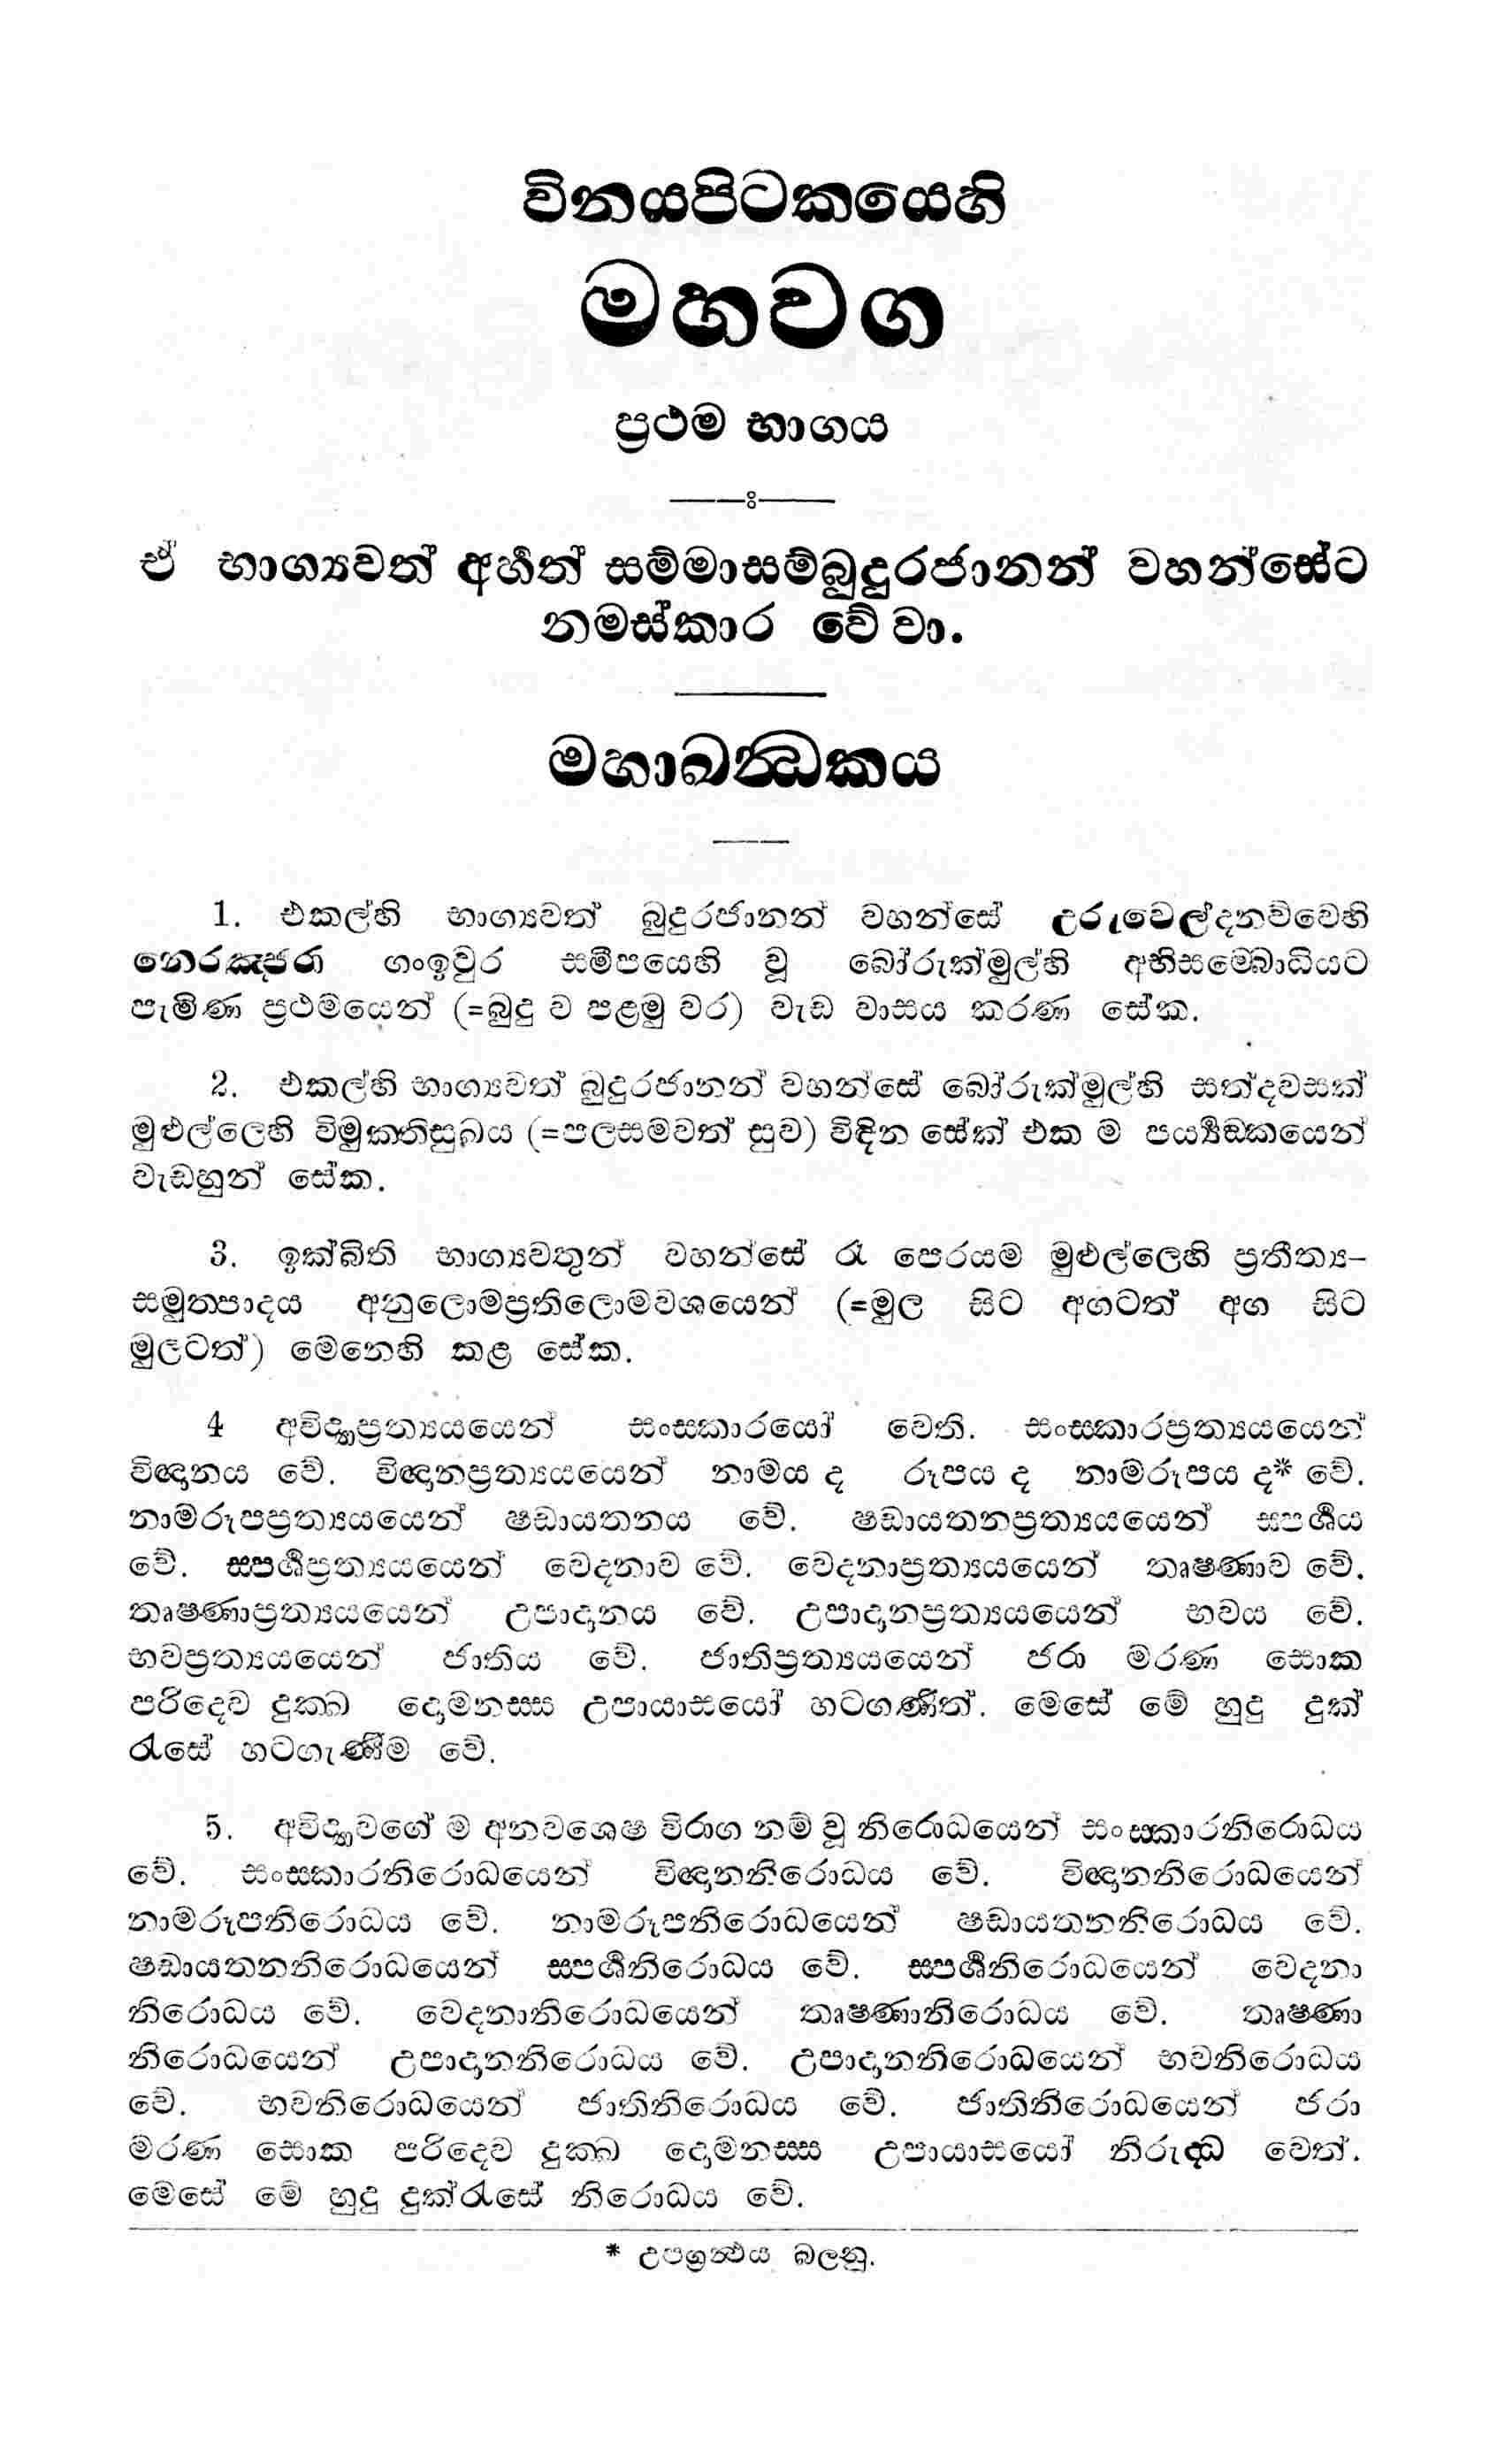 විනයපිටකයෙහි
මහවග
ප්‍රථම භාගය
ඒ භාග්‍යවත් අර්හත් සම්මාසම්බුදුරජානන් වහන්සේට
නමස්කාර වේ වා.
මහාඛන්‍ධකය
1. එකල්හි භාග්‍යවත් බුදුරජානන් වහන්සේ උරුවෙල්දනව්වෙහි
නෙරඤ්ජරා ගංඉවුර සමීපයෙහි වූ බෝරුක්මුල්හි අභිසම්බොධියට
පැමිණ ප්‍රථමයෙන් (=බුදු ව පළමු වර) වැඩ වාසය කරණ සේක.
2. එකල්හි භාග්‍යවත් බුදුරජානන් වහන්සේ බෝරුක්මුල්හි සත්දවසක්
මුළුල්ලෙහි විමුක්තිසුඛය (=පලසමවත් සුව) විඳින සේක් එක ම පර්‍ය්‍යඞ්කයෙන්
වැඩහුන් සේක.
3. ඉක්බිති භාග්‍යවතුන් වහන්සේ රෑ පෙරයම මුළුල්ලෙහි ප්‍රතීත්‍ය-
සමුත්පාදය අනුලොමප්‍රතිලොමවශයෙන් (=මුල සිට අගටත් අග සිට
මුලටත්) මෙනෙහි කළ සේක.
4 අවිද්‍යාප්‍රත්‍යයයෙන් සංස්කාරයෝ වෙති. සංස්කාරප්‍රත්‍යයයෙන්
විඥානය වේ. විඥානප්‍රත්‍යයයෙන් නාමය ද රූපය ද නාමරූපය ද* වේ.
නාමරූපප්‍රත්‍යයයෙන් ෂඩායතනය වේ. ෂඩායතනප්‍රත්‍යයයෙන් ස්පර්‍ශය
වේ. ස්පර්‍ශප්‍රත්‍යයයෙන් වෙදනාව වේ. වෙදනාප්‍රත්‍යයයෙන් තෘෂ්ණාව වේ.
තෘෂ්ණාප්‍රත්‍යයයෙන් උපාදානය වේ. උපාදානප්‍රත්‍යයයෙන් භවය වේ.
භවප්‍රත්‍යයයෙන් ජාතිය වේ. ජාතිප්‍රත්‍යයයෙන් ජරා මරණ සොක
පරිදෙව දුක්ඛ දොමනස්ස උපායාසයෝ හටගණිත්. මෙසේ මේ හුදු දුක්
රැසේ හටගැණීම වේ.
5. අවිද්‍යාවගේ ම අනවශෙෂ විරාග නම් වූ නිරොධයෙන් සංස්කාරනිරොධය
වේ. සංස්කාරනිරොධයෙන් විඥානනිරොධය වේ. විඥානනිරොධයෙන්
නාමරූපනිරොධය වේ. නාමරූපනිරොධයෙන් ෂඩායතනනිරොධය වේ.
ෂඩායතනනිරොධයෙන් ස්පර්‍ශනිරොධය වේ. ස්පර්‍ශනිරොධයෙන් වෙදනා
නිරොධය වේ. වෙදනානිරොධයෙන් තෘෂ්ණානිරොධය වේ. තෘෂ්ණා
නිරොධයෙන් උපාදානනිරොධය වේ. උපාදානනිරොධයෙන් භවනිරොධය
වේ. භවනිරොධයෙන් ජාතිනිරොධය වේ. ජාතිනිරොධයෙන් ජරා
මරණ සොක පරිදෙව දුක්ඛ දොමනස්ස උපායාසයෝ නිරුද්ධ වෙත්.
මෙසේ මේ හුදු දුක්රැසේ නිරොධය වේ.
* උපග්‍රන්‍ථය බලනු.